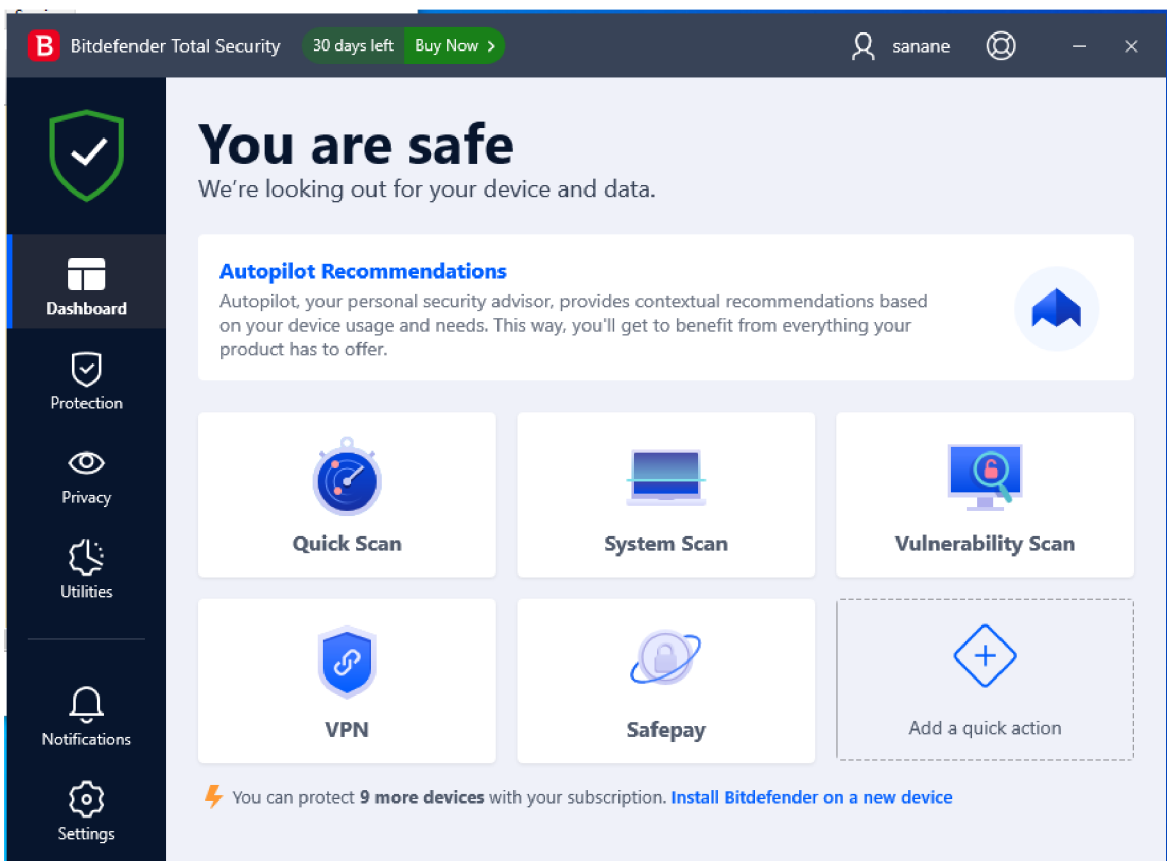 B Bitdefender Total Security 30 days left Buy Now > sanane
You are safe
We're looking out for your device and data.
Autopilot Recommendations
Autopilot, your personal security advisor, provides contextual recommendations based
on your device usage and needs. This way, you'll get to benefit from everything your
product has to offer.
Dashboard
Protection
Privacy
Utilities
Notifications
Settings
Quick Scan
System Scan
Vulnerability Scan
VPN
Safepay
Add a quick action
You can protect 9 more devices with your subscription. Install Bitdefender on a new device